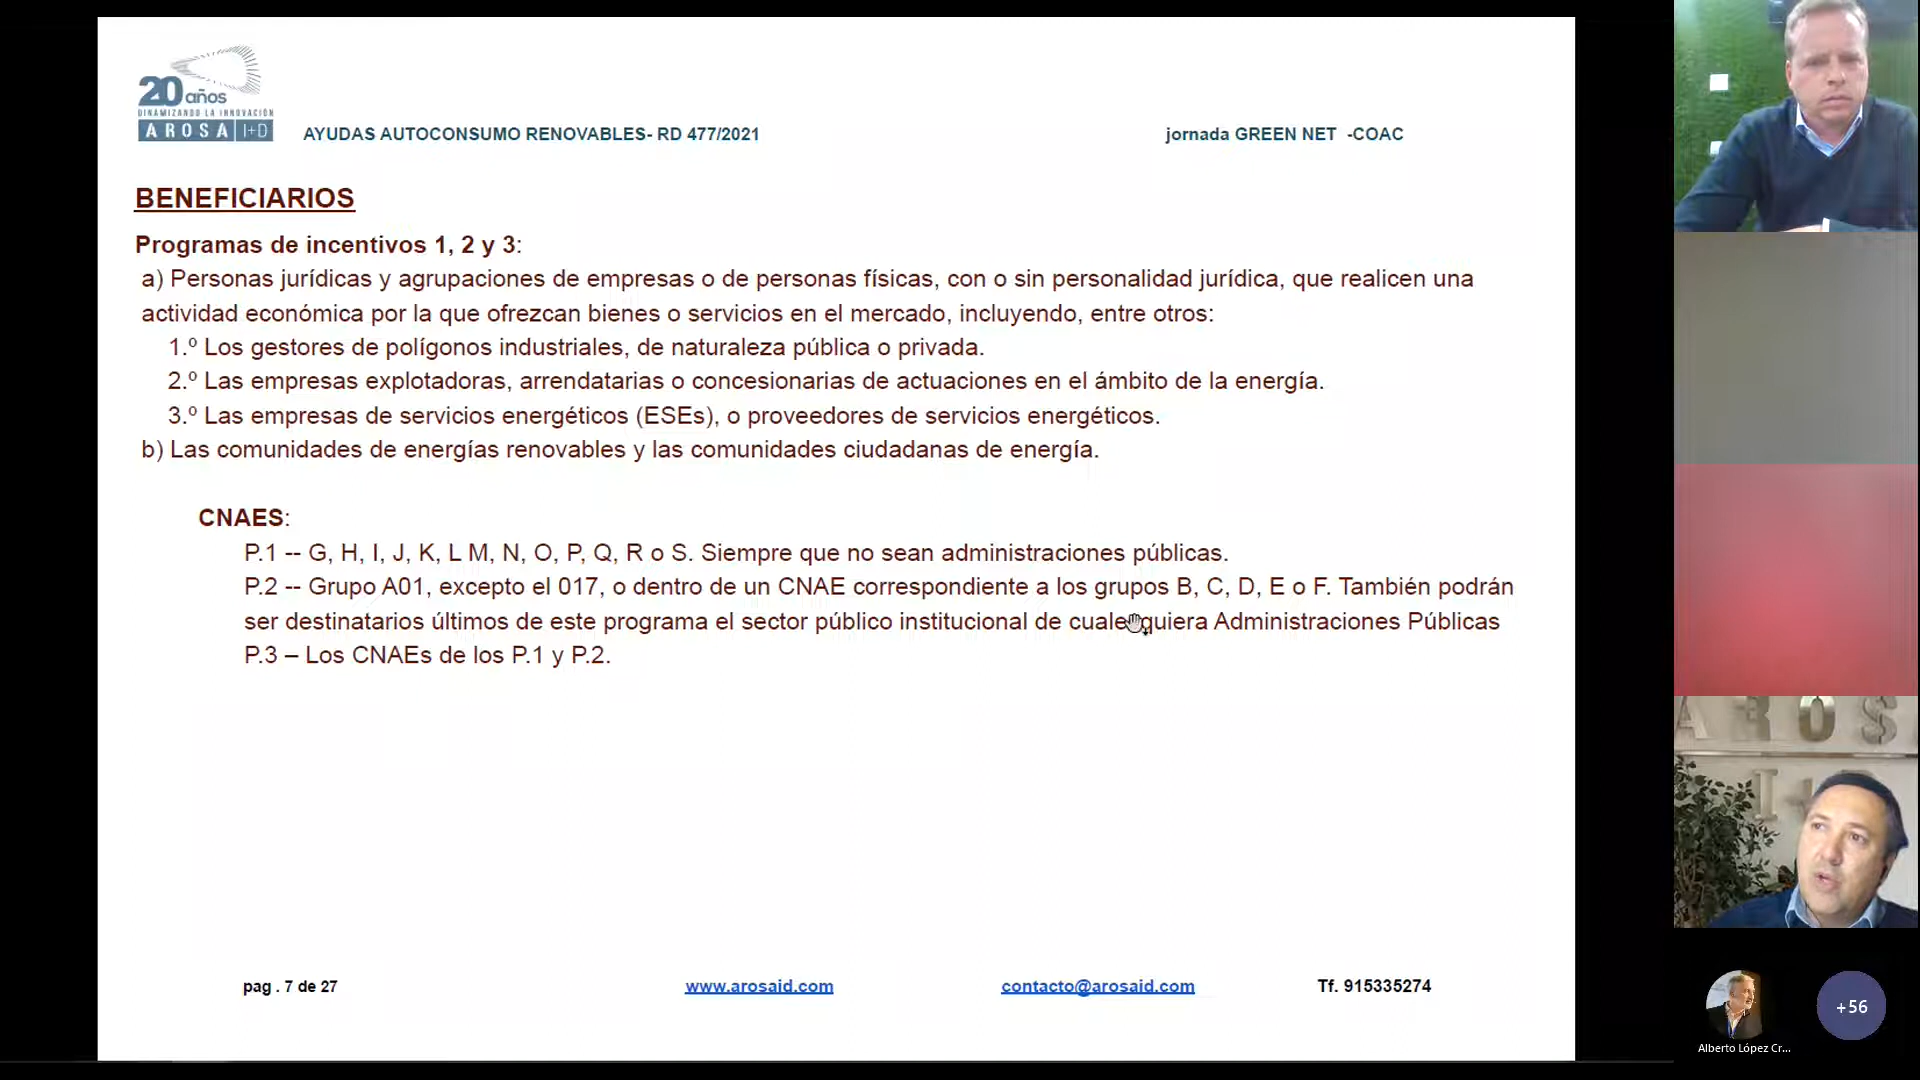 20 años
DINAMIZANDO LA INNOVACIÓN
AROSA I+D
AYUDAS AUTOCONSUMO RENOVABLES- RD 477/2021
jornada GREEN NET -COAC
BENEFICIARIOS
Programas de incentivos 1, 2 y 3:
a) Personas jurídicas y agrupaciones de empresas o de personas físicas, con o sin personalidad jurídica, que realicen una
actividad económica por la que ofrezcan bienes o servicios en el mercado, incluyendo, entre otros:
1.º Los gestores de polígonos industriales, de naturaleza pública o privada.
2.º Las empresas explotadoras, arrendatarias o concesionarias de actuaciones en el ámbito de la energía.
3.º Las empresas de servicios energéticos (ESEs), o proveedores de servicios energéticos.
b) Las comunidades de energías renovables y las comunidades ciudadanas de energía.
CNAES:
P.1 -- G, H, I, J, K, L M, N, O, P, Q, R o S. Siempre que no sean administraciones públicas.
P.2 -- Grupo A01, excepto el 017, o dentro de un CNAE correspondiente a los grupos B, C, D, E o F. También podrán
ser destinatarios últimos de este programa el sector público institucional de cualesquiera Administraciones Públicas
P.3 – Los CNAEs de los P.1 y P.2.
pag . 7 de 27
www.arosaid.com
contacto@arosaid.com
Tf. 915335274
AROS
I+
Alberto López Cr...
+56